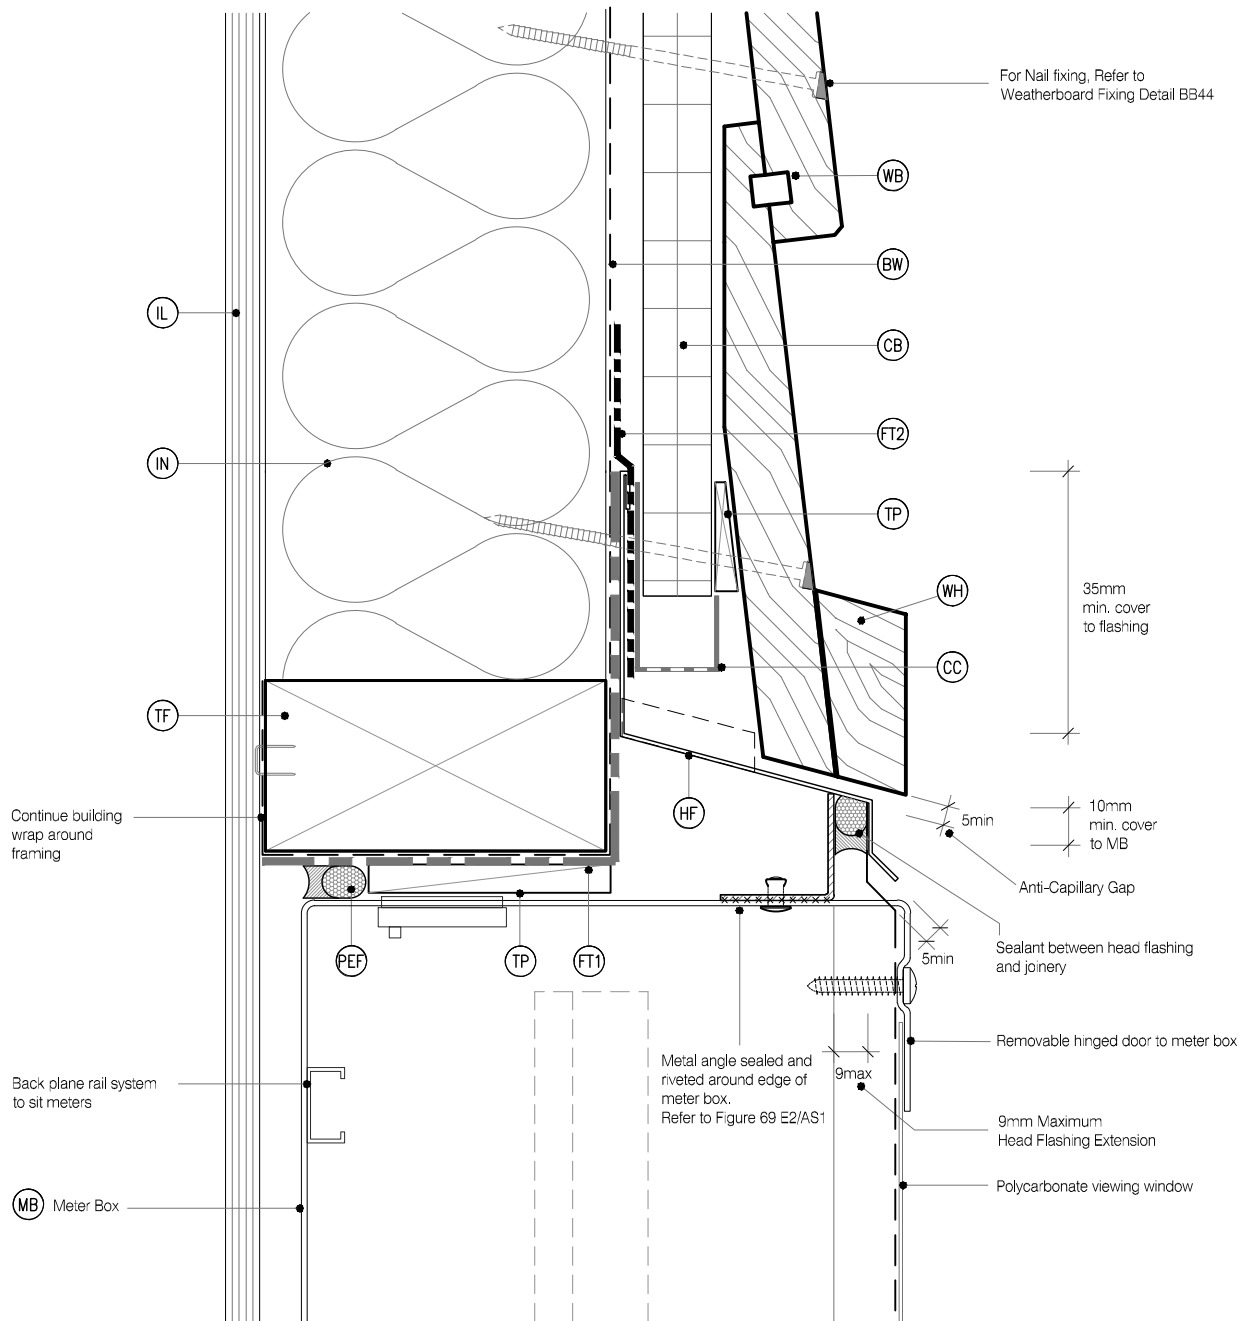 For Nail fixing, Refer to
Weatherboard Fixing Detail BB44
WB
BW
IL
CB
FT2
IN
TP
WH
35mm
min. cover
to flashing
CC
TF
HF
Continue building
wrap around
framing
10mm
min. cover
to MB
5min
Anti-Capillary Gap
PEF
TP
FT1
5min
Sealant between head flashing
and joinery
Removable hinged door to meter box
Metal angle sealed and
riveted around edge of
meter box.
Refer to Figure 69 E2/AS1
9max
Back plane rail system
to sit meters
9mm Maximum
Head Flashing Extension
Polycarbonate viewing window
MB Meter Box